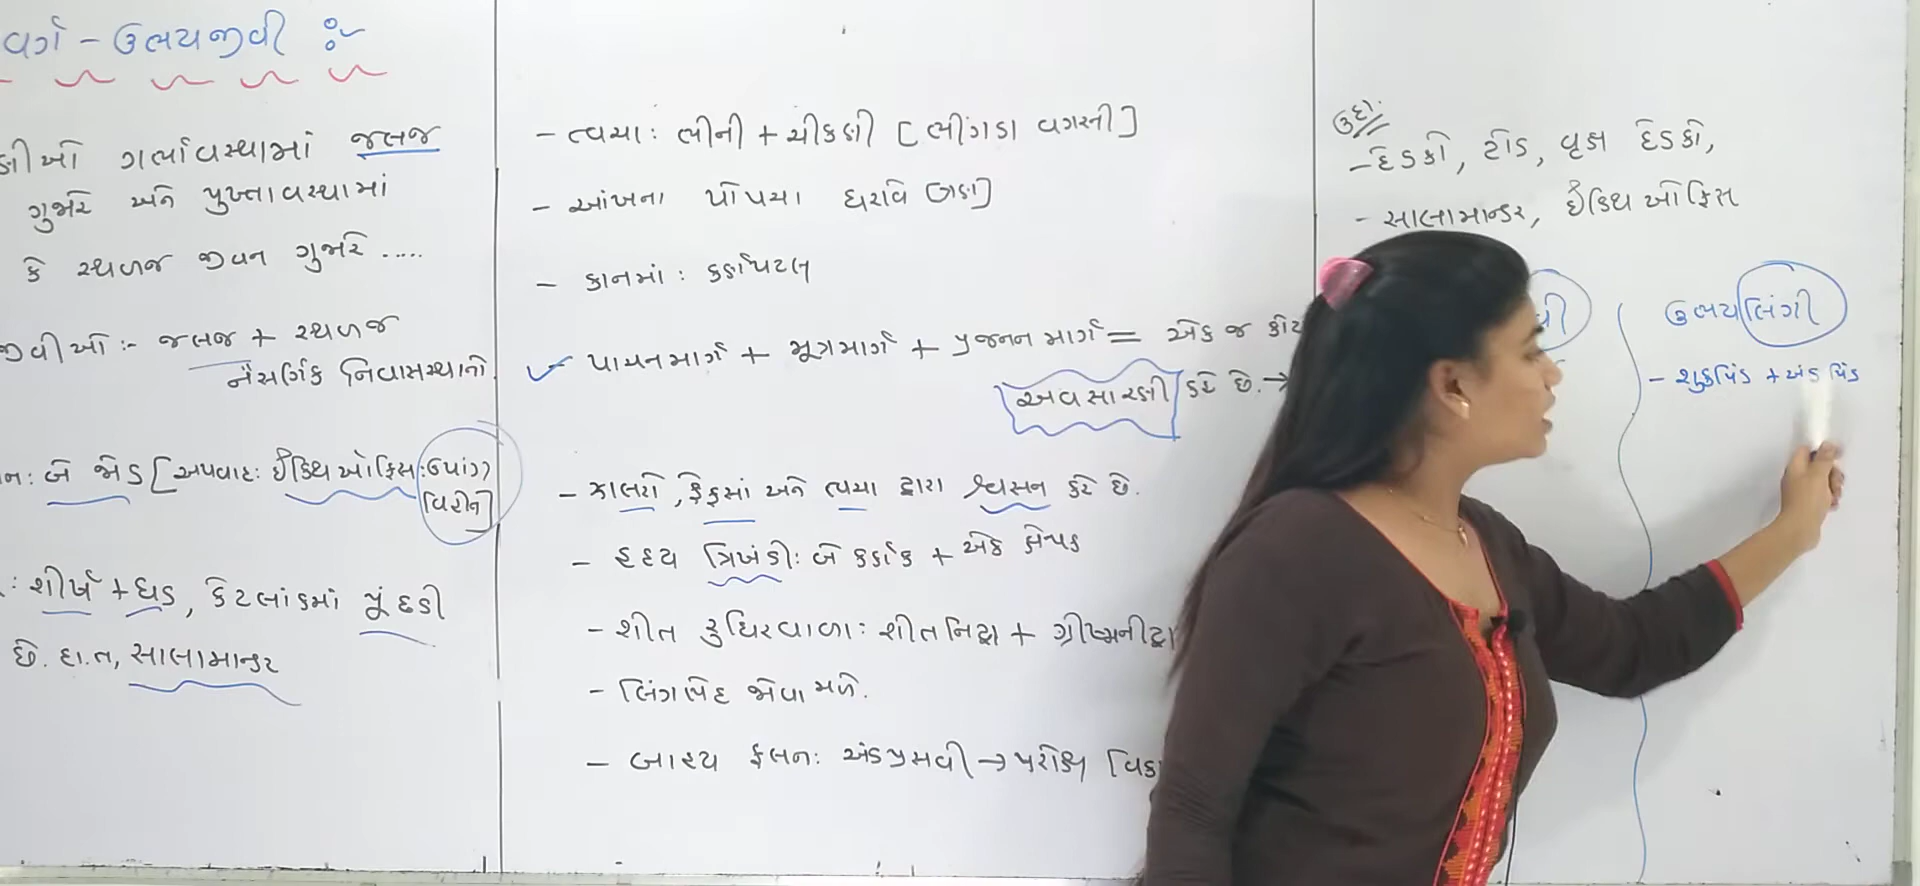 વર્ગ - ઉભયજીવી :~
ગર્ભાવસ્થામાં જલજ
ગુજારે અને પુખ્તાવસ્થામાં
કે સ્થળજ જીવન ગુજારે .....
જીવીઓ :- જલજ + સ્થળજ
નૈસર્ગિક નિવાસસ્થાનો.
ન: બે જોડ [અપવાદ: ઈક્થિઓફિસ: ઉપાંગ
વિહીન]
: શીર્ષ + ધડ, કેટલાંકમાં પૂંછડી
છે. દા.ત, સાલામાન્ડર
- ત્વચા: ભીની + ચીકણી [ભીંગડા વગરની]
- આંખના પોપચા ધરાવે
- કાનમાં : કર્ણપટલ
પાચનમાર્ગ + મૂત્રમાર્ગ + પ્રજનન માર્ગ = એક જ
અવસારણી કહે છે. →
- ઝાલરો, ફેફસાં અને ત્વચા દ્વારા શ્વસન કરે છે.
- હૃદય ત્રિખંડી: બે કર્ણક + એક ક્ષેપક
- શીત રુધિરવાળા: શીતનિદ્રા + ગ્રીષ્મનીદ્રા
- લિંગભેદ જોવા મળે.
- બાહ્ય ફલન: અંડપ્રસવી → પરોક્ષ વિકા
ઉદા.
- દેડકો, ટોડ, વૃક્ષ દેડકો,
- સાલામાન્ડર, ઈક્થિઓફિસ
ઉભયલિંગી
- શુક્રપિંડ + અંડપિંડ